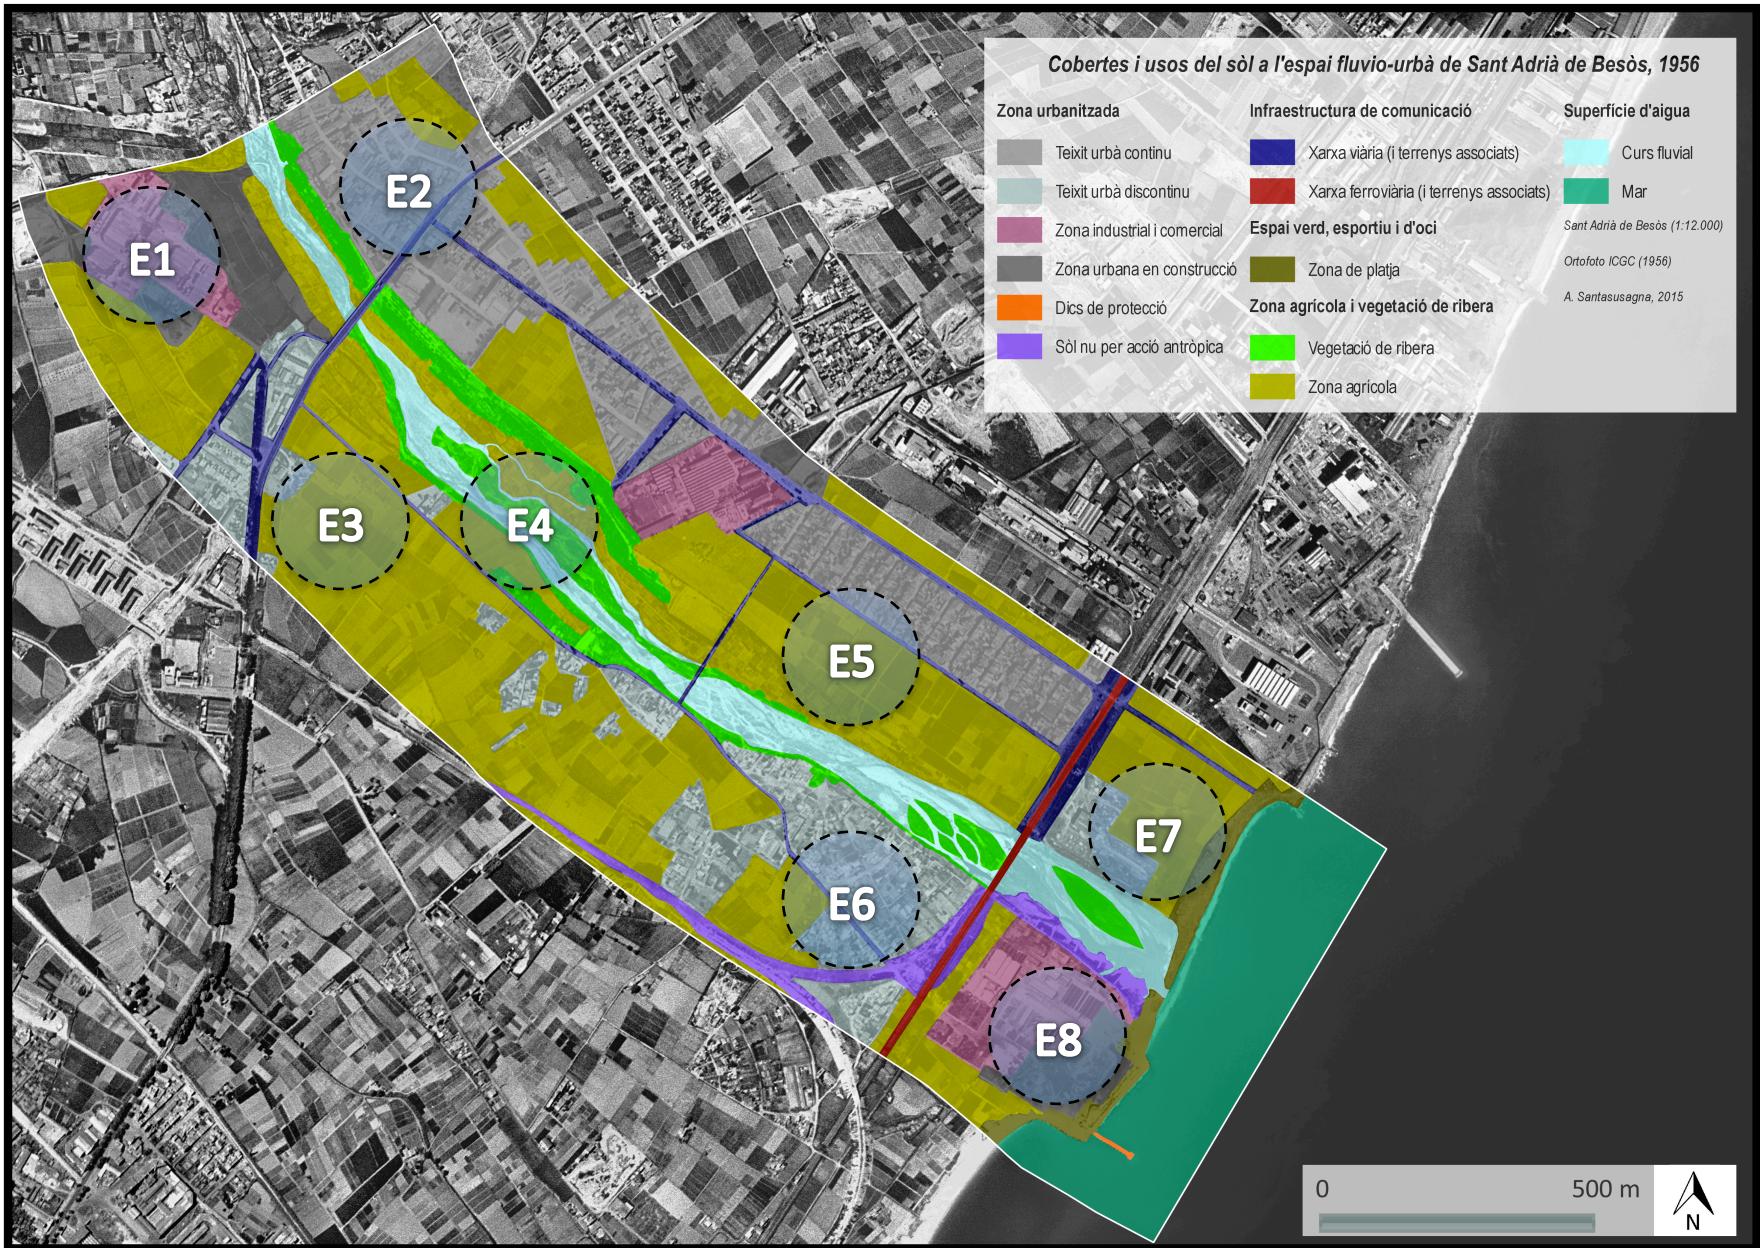 Cobertes i usos del sòl a l'espai fluvio-urbà de Sant Adrià de Besòs, 1956
Zona urbanitzada
Teixit urbà continu
Teixit urbà discontinu
Zona industrial i comercial
Zona urbana en construcció
Dics de protecció
Sòl nu per acció antròpica
Infraestructura de comunicació
Xarxa viària (i terrenys associats)
Xarxa ferroviària (i terrenys associats)
Espai verd, esportiu i d'oci
Zona de platja
Zona agrícola i vegetació de ribera
Vegetació de ribera
Zona agrícola
Superfície d'aigua
Curs fluvial
Mar
Sant Adrià de Besòs (1:12.000)
Ortofoto ICGC (1956)
A. Santasusagna, 2015
E1
E2
E3
E4
E5
E6
E7
E8
0 500 m
N